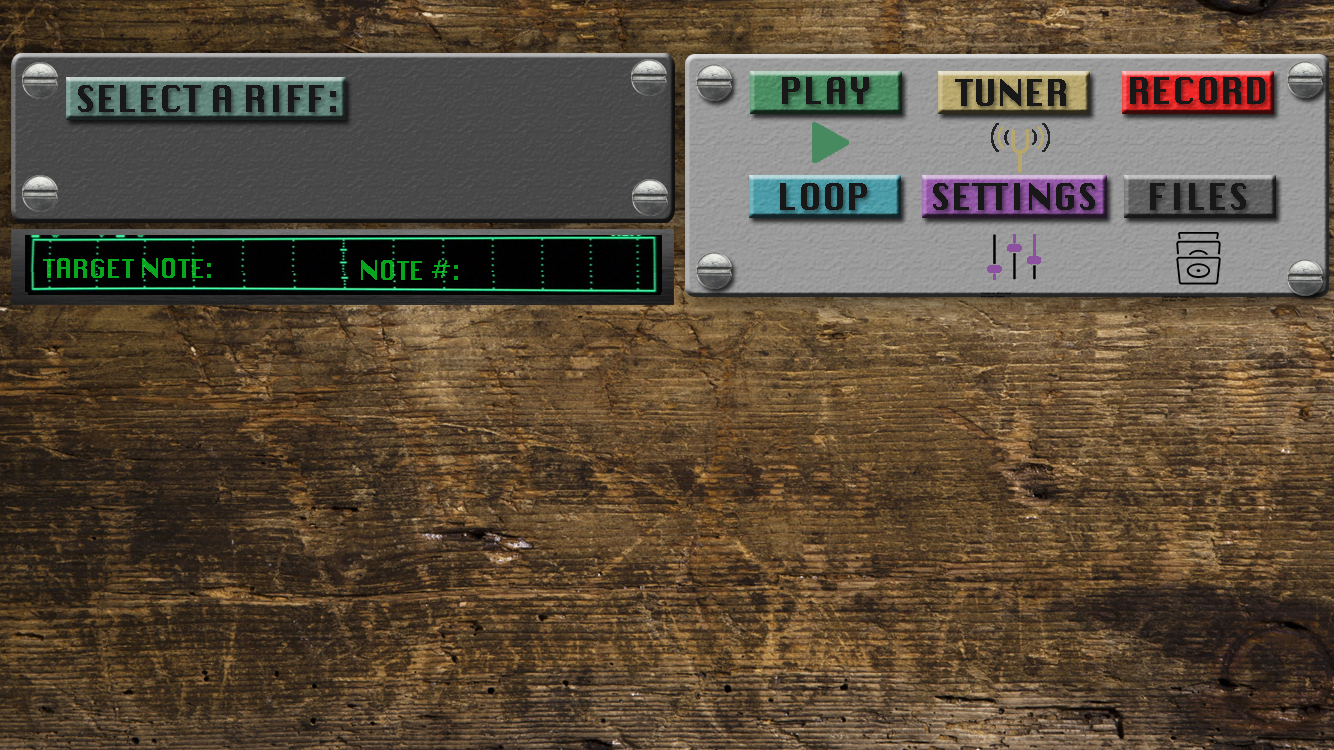 SELECT A RIFF:
TARGET NOTE:
NOTE #:
PLAY
TUNER
RECORD
LOOP
SETTINGS
FILES